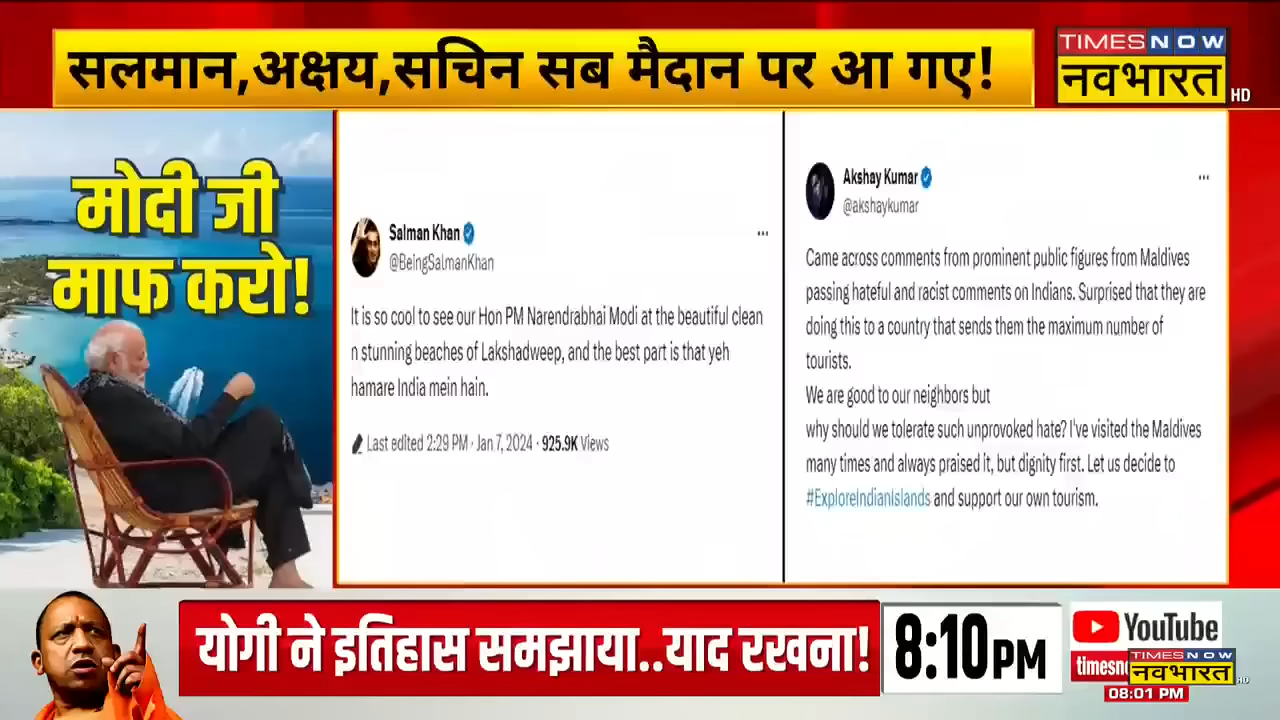 सलमान,अक्षय,सचिन सब मैदान पर आ गए!
TIMES NOW
नवभारत
HD
मोदी जी
माफ करो!
Salman Khan
@BeingSalmanKhan
It is so cool to see our Hon PM Narendrabhai Modi at the beautiful clean
n stunning beaches of Lakshadweep, and the best part is that yeh
hamare India mein hain.
Last edited 2:29 PM · Jan 7, 2024 · 925.9K Views
Akshay Kumar
@akshaykumar
Came across comments from prominent public figures from Maldives
passing hateful and racist comments on Indians. Surprised that they are
doing this to a country that sends them the maximum number of
tourists.
We are good to our neighbors but
why should we tolerate such unprovoked hate? I've visited the Maldives
many times and always praised it, but dignity first. Let us decide to
#ExploreIndianIslands and support our own tourism.
योगी ने इतिहास समझाया..याद रखना!
8:10 PM
YouTube
timesn
TIMES NOW
नवभारत
HD
08:01 PM